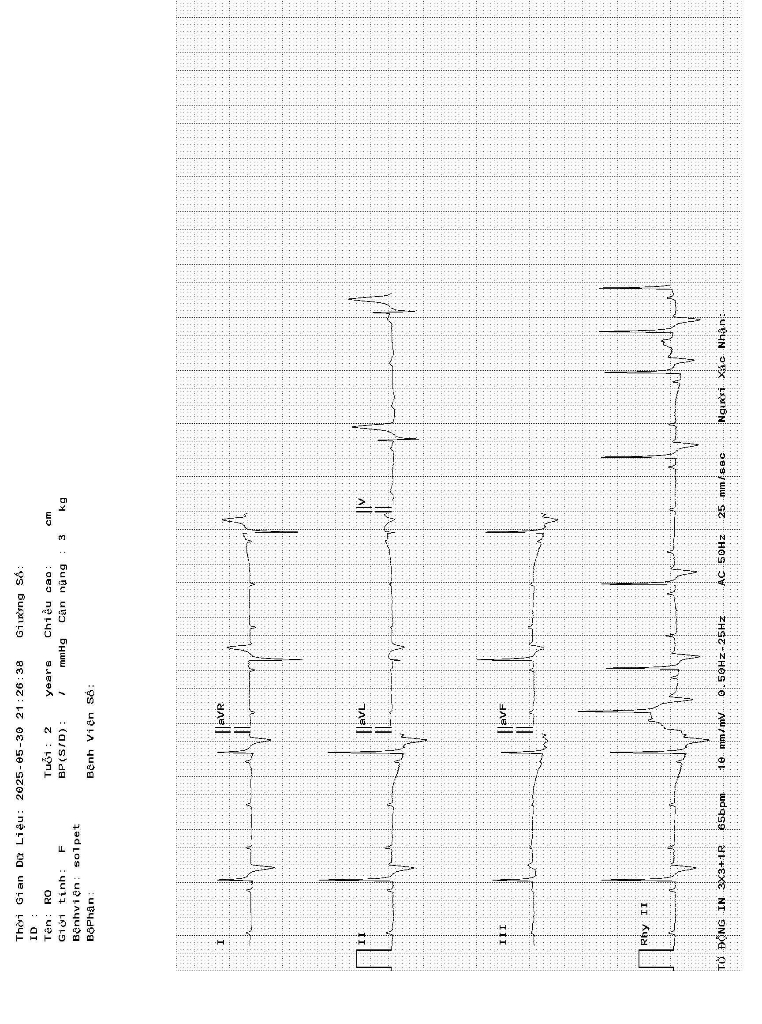 Thời Gian Dữ Liệu: 2025-05-30 21:26:38 Giường Số:
ID :
Tên: RO Tuổi: 2 years Chiều cao: cm
Giới tính: F BP(S/D): / mmHg Cân nặng : 3 kg
Bệnhviện: solpet
BộPhận: Bệnh Viện Số:
I aVR
II aVL V
III aVF
Rhy II
TỰ ĐỘNG IN 3X3+1R 65bpm 10 mm/mV 0.50Hz-25Hz AC 50Hz 25 mm/sec Người Xác Nhận: